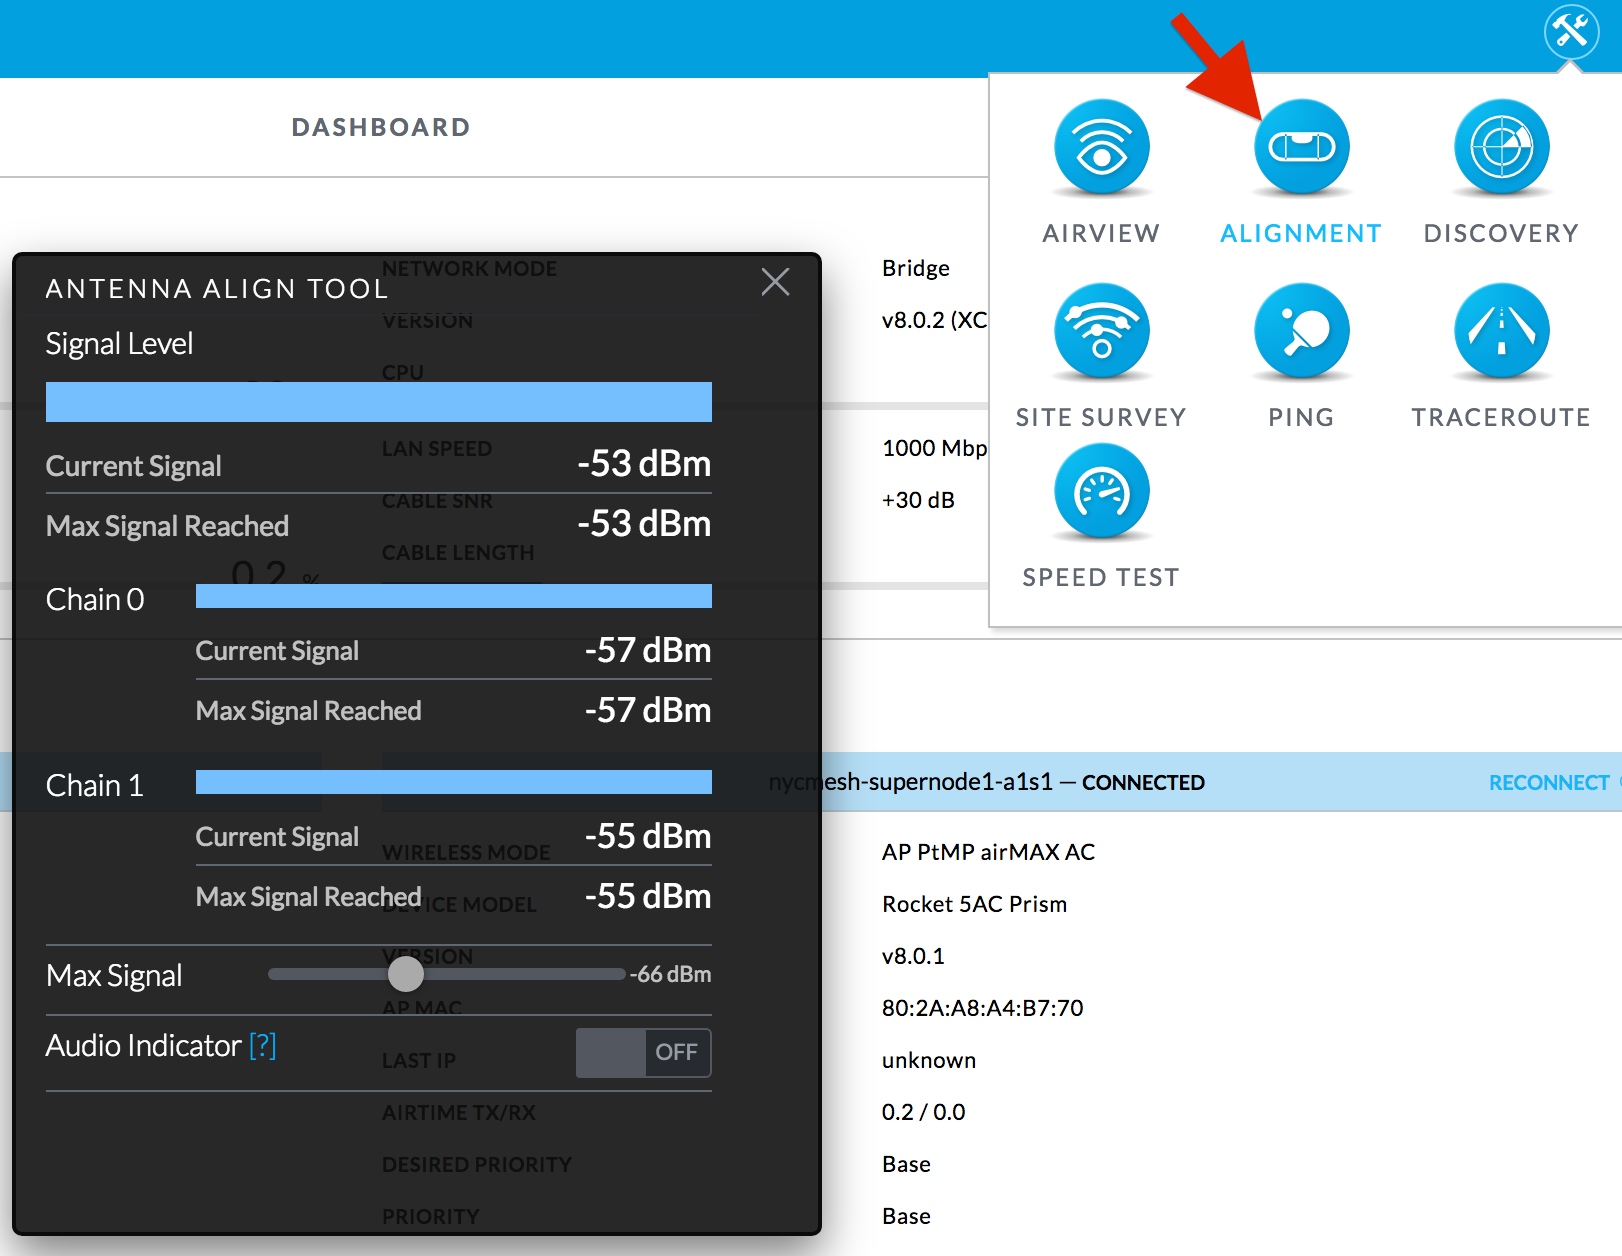 DASHBOARD
AIRVIEW
ALIGNMENT
DISCOVERY
SITE SURVEY
PING
TRACEROUTE
SPEED TEST
ANTENNA ALIGN TOOL
Signal Level
Current Signal -53 dBm
Max Signal Reached -53 dBm
Chain 0
Current Signal -57 dBm
Max Signal Reached -57 dBm
Chain 1
Current Signal -55 dBm
Max Signal Reached -55 dBm
Max Signal -66 dBm
Audio Indicator [?] OFF
NETWORK MODE Bridge
VERSION v8.0.2 (XC
CPU
LAN SPEED 1000 Mbp
CABLE SNR +30 dB
CABLE LENGTH
0.2 %
nycmesh-supernode1-a1s1 — CONNECTED RECONNECT
WIRELESS MODE AP PtMP airMAX AC
DEVICE MODEL Rocket 5AC Prism
VERSION v8.0.1
AP MAC 80:2A:A8:A4:B7:70
LAST IP unknown
AIRTIME TX/RX 0.2 / 0.0
DESIRED PRIORITY Base
PRIORITY Base